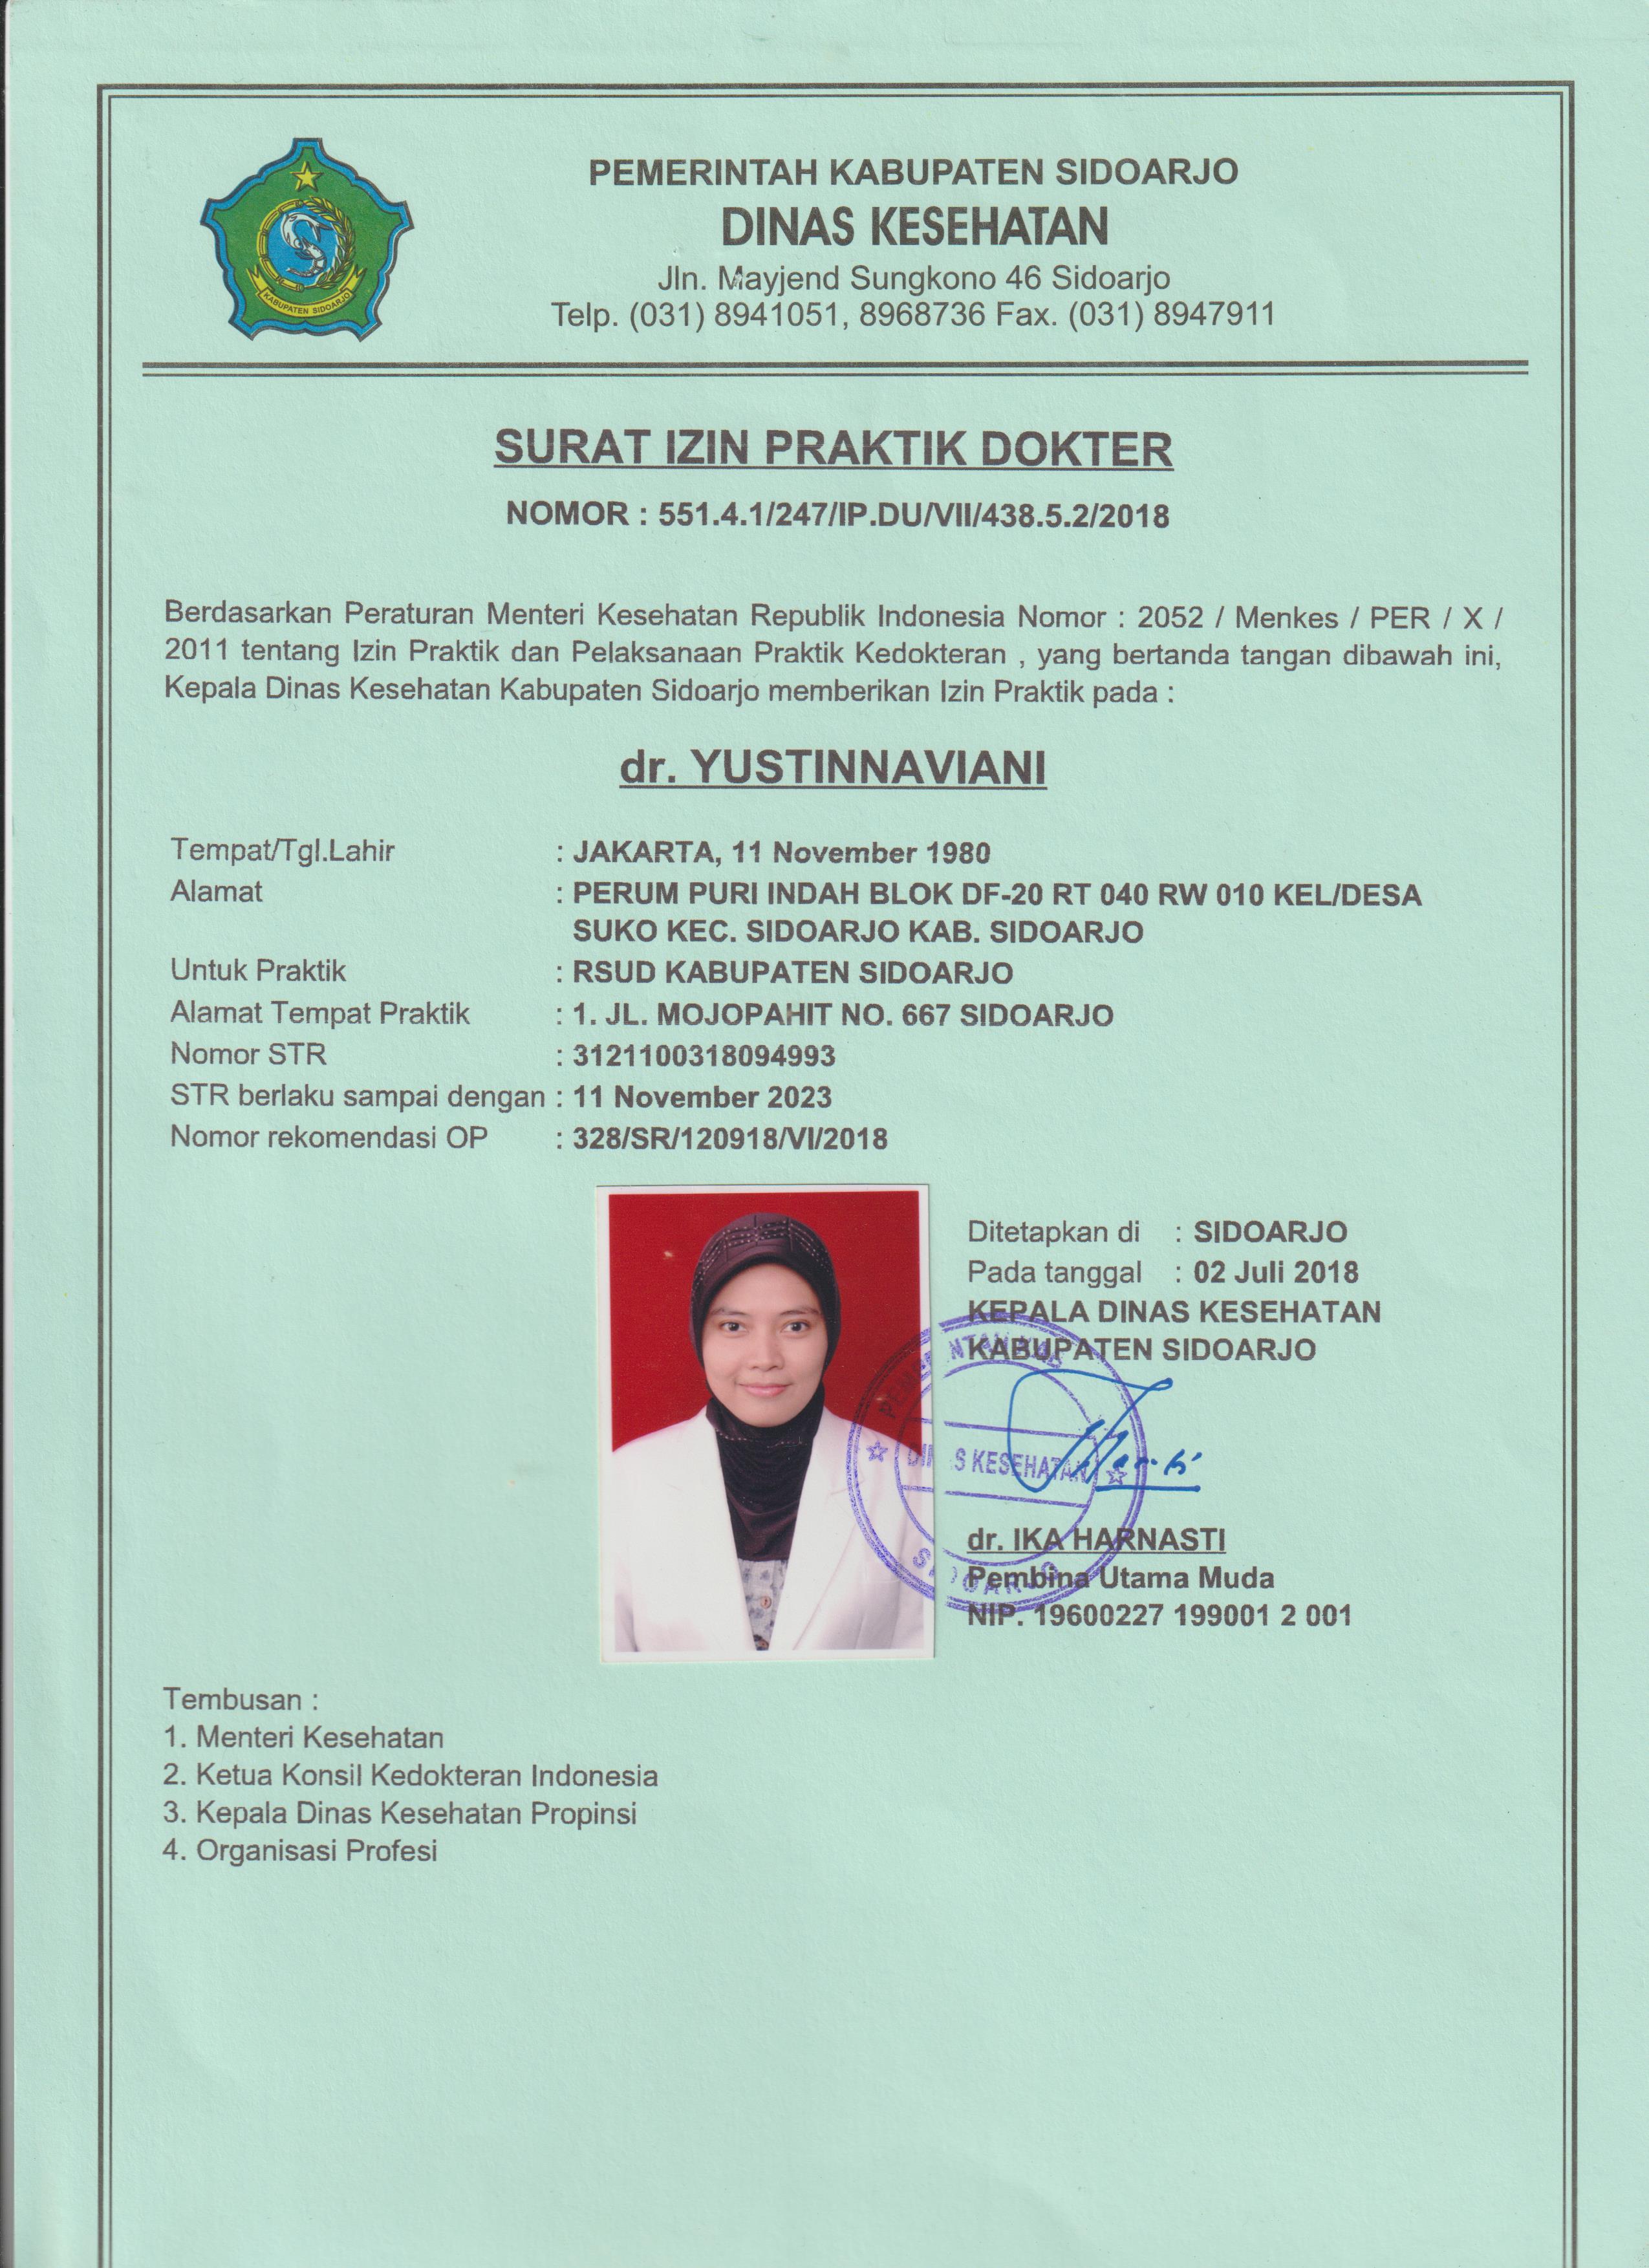 PEMERINTAH KABUPATEN SIDOARJO
DINAS KESEHATAN
Jln. Mayjend Sungkono 46 Sidoarjo
Telp. (031) 8941051, 8968736 Fax. (031) 8947911
KABUPATEN SIDOARJO
SURAT IZIN PRAKTIK DOKTER
NOMOR : 551.4.1/247/IP.DU/VII/438.5.2/2018
Berdasarkan Peraturan Menteri Kesehatan Republik Indonesia Nomor : 2052 / Menkes / PER / X /
2011 tentang Izin Praktik dan Pelaksanaan Praktik Kedokteran , yang bertanda tangan dibawah ini,
Kepala Dinas Kesehatan Kabupaten Sidoarjo memberikan Izin Praktik pada :
dr. YUSTINNAVIANI
Tempat/Tgl.Lahir : JAKARTA, 11 November 1980
Alamat : PERUM PURI INDAH BLOK DF-20 RT 040 RW 010 KEL/DESA
SUKO KEC. SIDOARJO KAB. SIDOARJO
Untuk Praktik : RSUD KABUPATEN SIDOARJO
Alamat Tempat Praktik : 1. JL. MOJOPAHIT NO. 667 SIDOARJO
Nomor STR : 3121100318094993
STR berlaku sampai dengan : 11 November 2023
Nomor rekomendasi OP : 328/SR/120918/VI/2018
Ditetapkan di : SIDOARJO
Pada tanggal : 02 Juli 2018
KEPALA DINAS KESEHATAN
KABUPATEN SIDOARJO
KESEHATAN
SIDOARJO
dr. IKA HARNASTI
Pembina Utama Muda
NIP. 19600227 199001 2 001
Tembusan :
1. Menteri Kesehatan
2. Ketua Konsil Kedokteran Indonesia
3. Kepala Dinas Kesehatan Propinsi
4. Organisasi Profesi